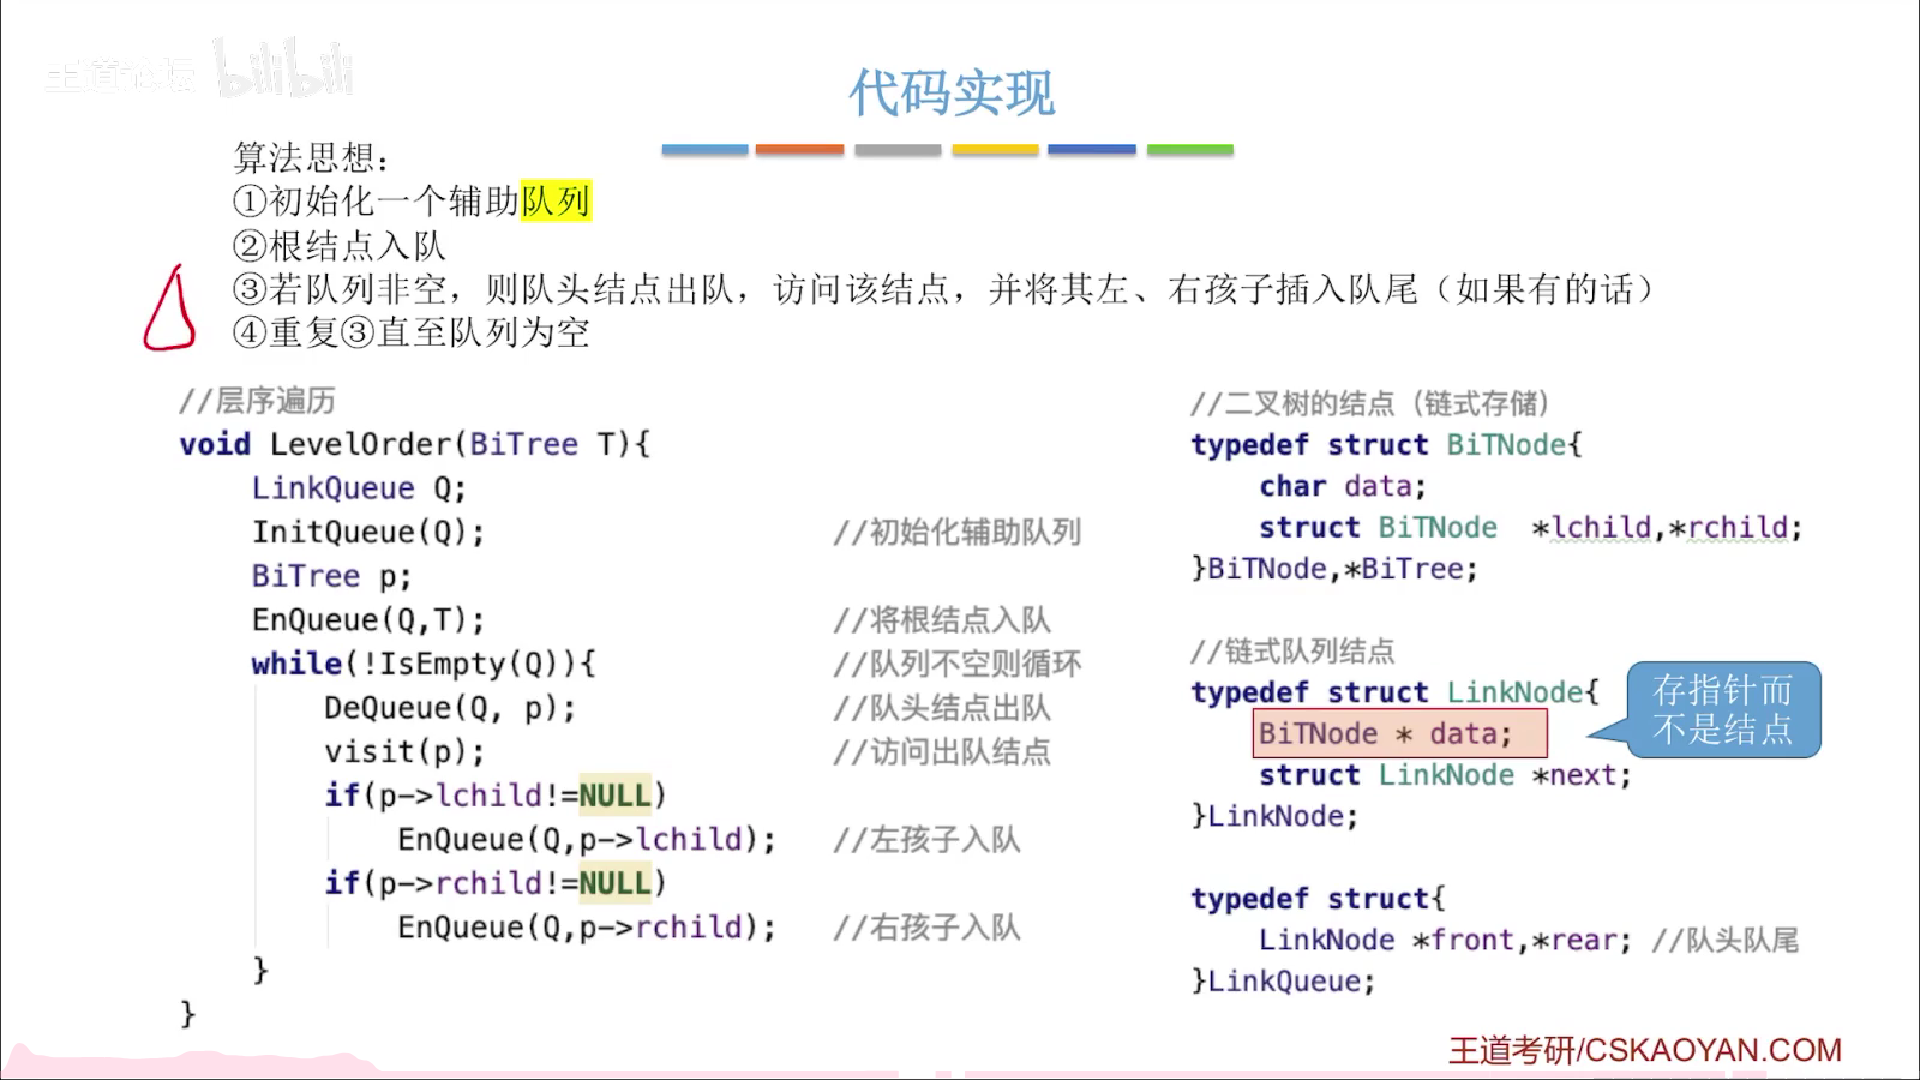 王道论坛 bilibili
代码实现
算法思想：
①初始化一个辅助队列
②根结点入队
③若队列非空，则队头结点出队，访问该结点，并将其左、右孩子插入队尾（如果有的话）
④重复③直至队列为空
//层序遍历
void LevelOrder(BiTree T){
    LinkQueue Q;
    InitQueue(Q);                //初始化辅助队列
    BiTree p;
    EnQueue(Q,T);                //将根结点入队
    while(!IsEmpty(Q)){          //队列不空则循环
        DeQueue(Q, p);           //队头结点出队
        visit(p);                //访问出队结点
        if(p->lchild!=NULL)
            EnQueue(Q,p->lchild);   //左孩子入队
        if(p->rchild!=NULL)
            EnQueue(Q,p->rchild);   //右孩子入队
    }
}
//二叉树的结点（链式存储）
typedef struct BiTNode{
    char data;
    struct BiTNode  *lchild,*rchild;
}BiTNode,*BiTree;
//链式队列结点
typedef struct LinkNode{
    BiTNode * data;
    struct LinkNode *next;
}LinkNode;
存指针而
不是结点
typedef struct{
    LinkNode *front,*rear; //队头队尾
}LinkQueue;
王道考研/CSKAOYAN.COM